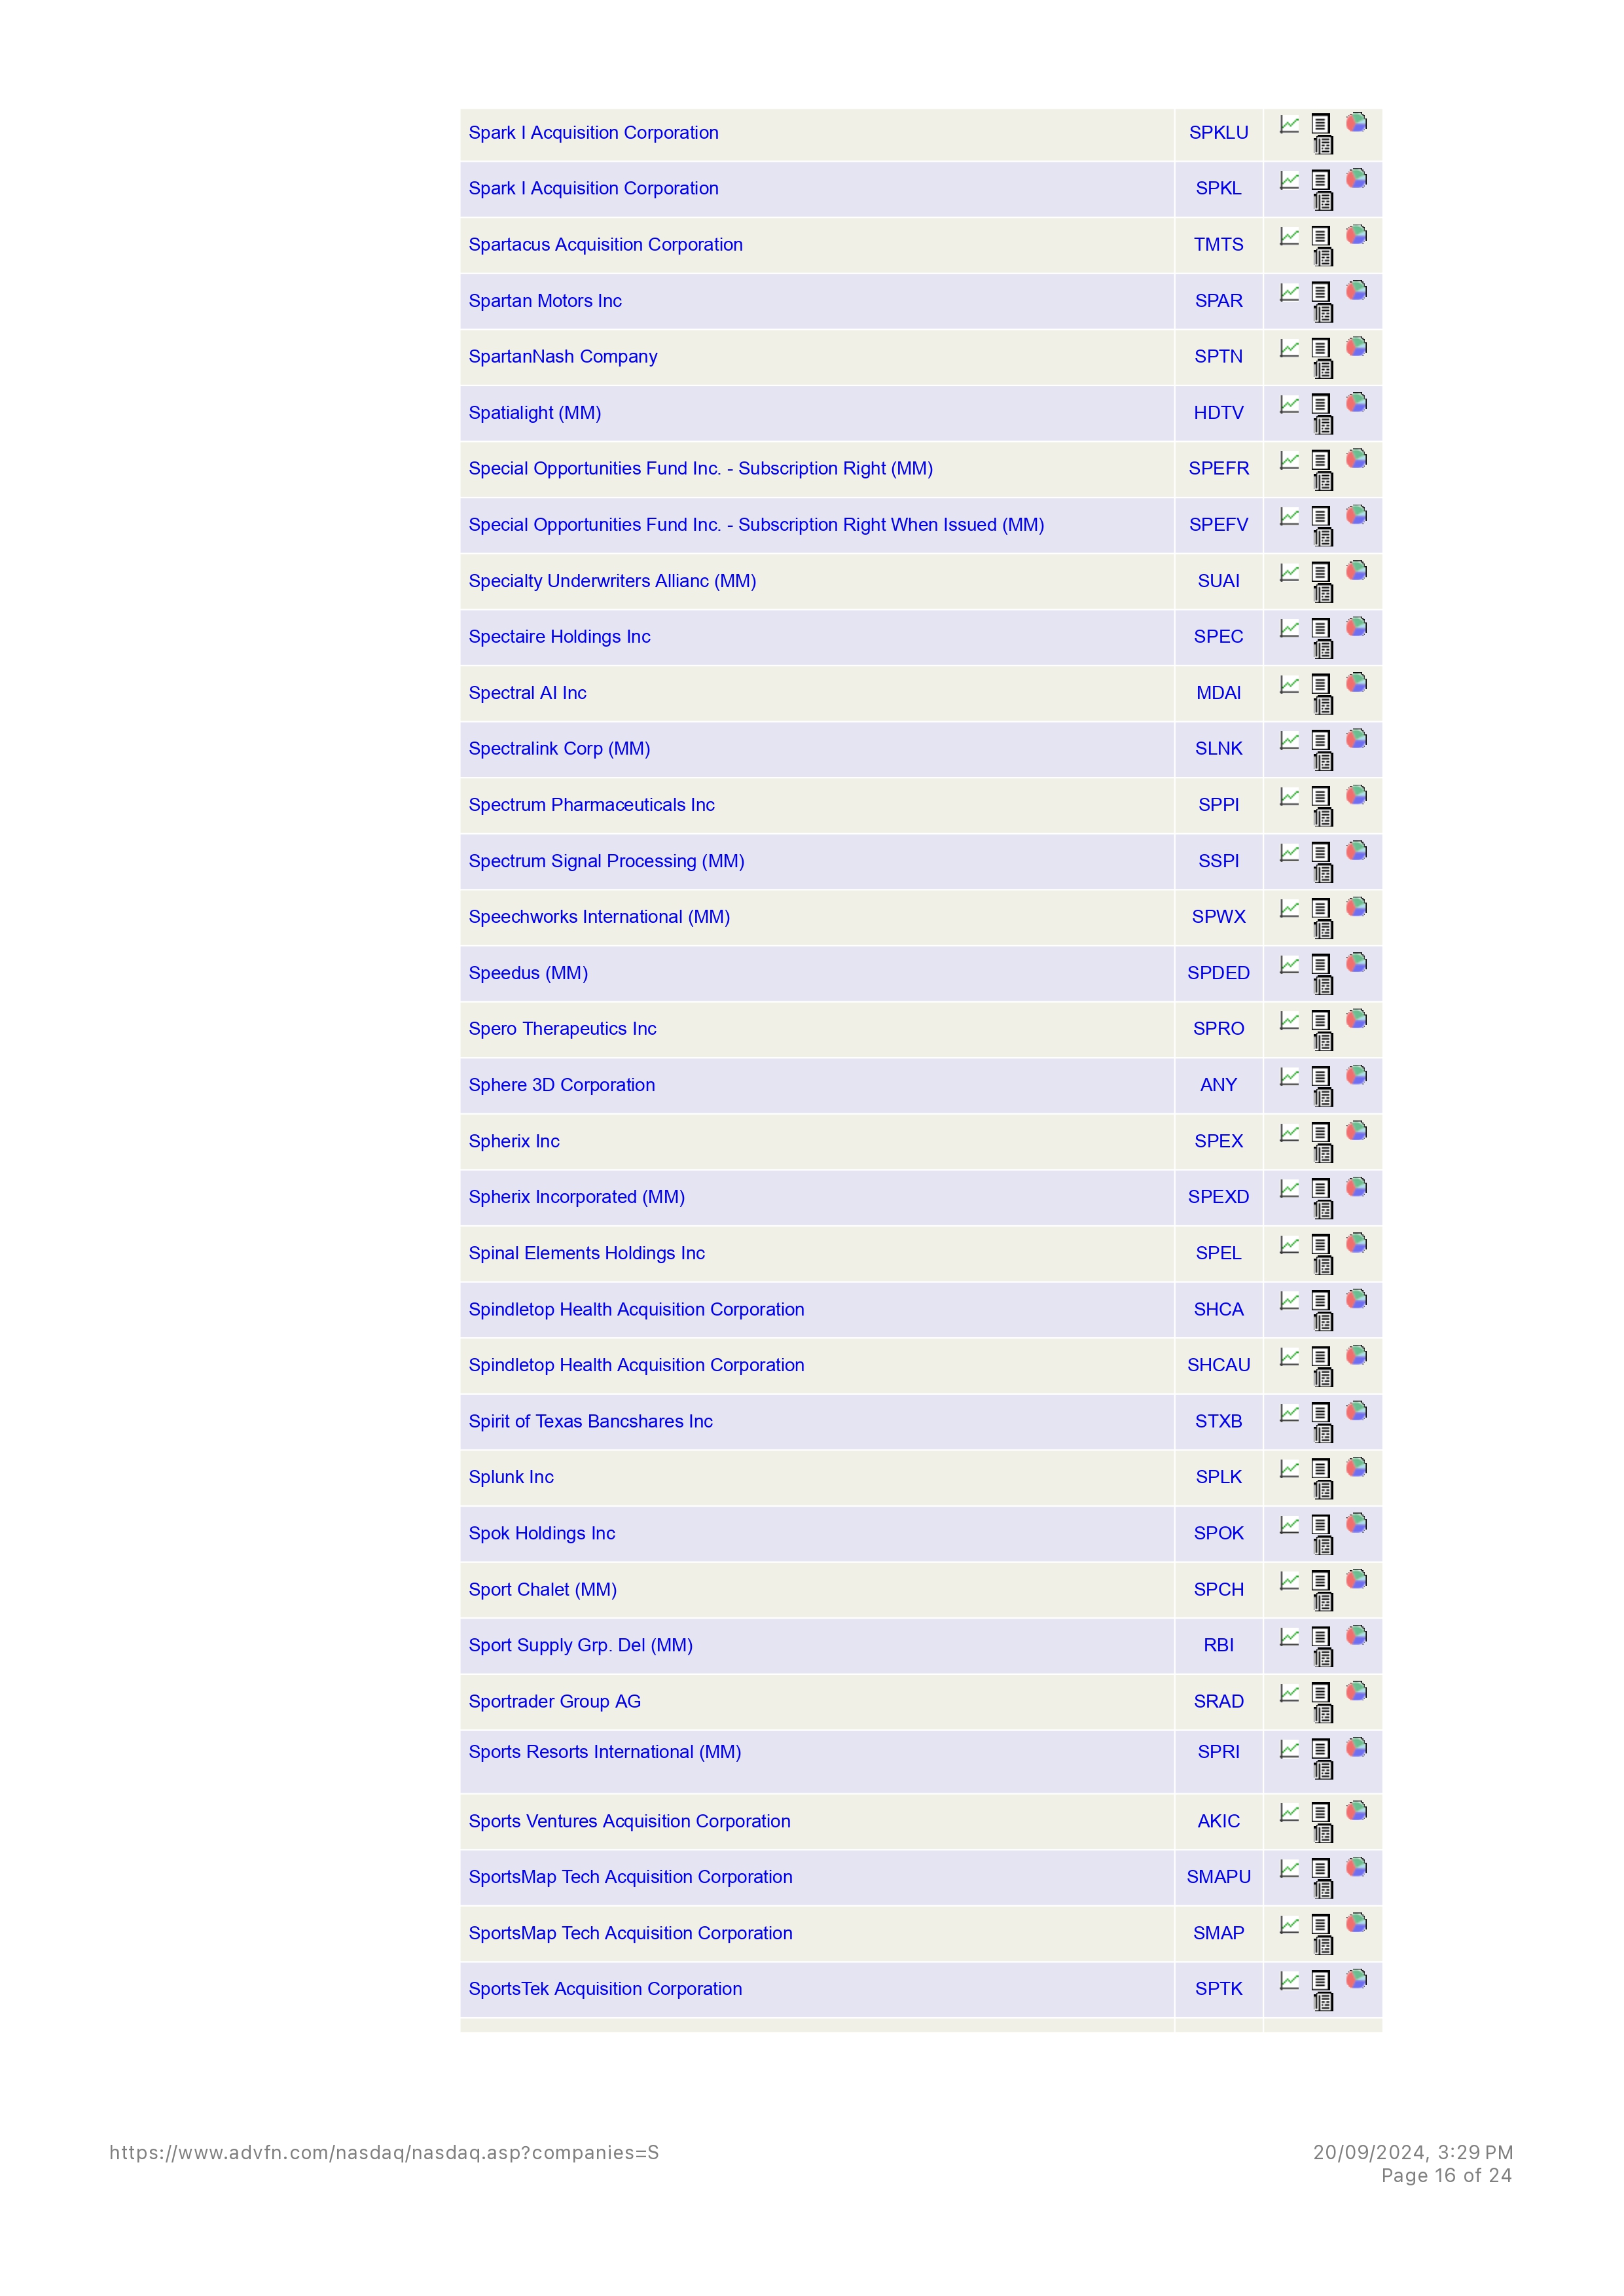 Spark I Acquisition Corporation SPKLU
Spark I Acquisition Corporation SPKL
Spartacus Acquisition Corporation TMTS
Spartan Motors Inc SPAR
SpartanNash Company SPTN
Spatialight (MM) HDTV
Special Opportunities Fund Inc. - Subscription Right (MM) SPEFR
Special Opportunities Fund Inc. - Subscription Right When Issued (MM) SPEFV
Specialty Underwriters Allianc (MM) SUAI
Spectaire Holdings Inc SPEC
Spectral AI Inc MDAI
Spectralink Corp (MM) SLNK
Spectrum Pharmaceuticals Inc SPPI
Spectrum Signal Processing (MM) SSPI
Speechworks International (MM) SPWX
Speedus (MM) SPDED
Spero Therapeutics Inc SPRO
Sphere 3D Corporation ANY
Spherix Inc SPEX
Spherix Incorporated (MM) SPEXD
Spinal Elements Holdings Inc SPEL
Spindletop Health Acquisition Corporation SHCA
Spindletop Health Acquisition Corporation SHCAU
Spirit of Texas Bancshares Inc STXB
Splunk Inc SPLK
Spok Holdings Inc SPOK
Sport Chalet (MM) SPCH
Sport Supply Grp. Del (MM) RBI
Sportrader Group AG SRAD
Sports Resorts International (MM) SPRI
Sports Ventures Acquisition Corporation AKIC
SportsMap Tech Acquisition Corporation SMAPU
SportsMap Tech Acquisition Corporation SMAP
SportsTek Acquisition Corporation SPTK
https://www.advfn.com/nasdaq/nasdaq.asp?companies=S 20/09/2024, 3:29 PM
Page 16 of 24